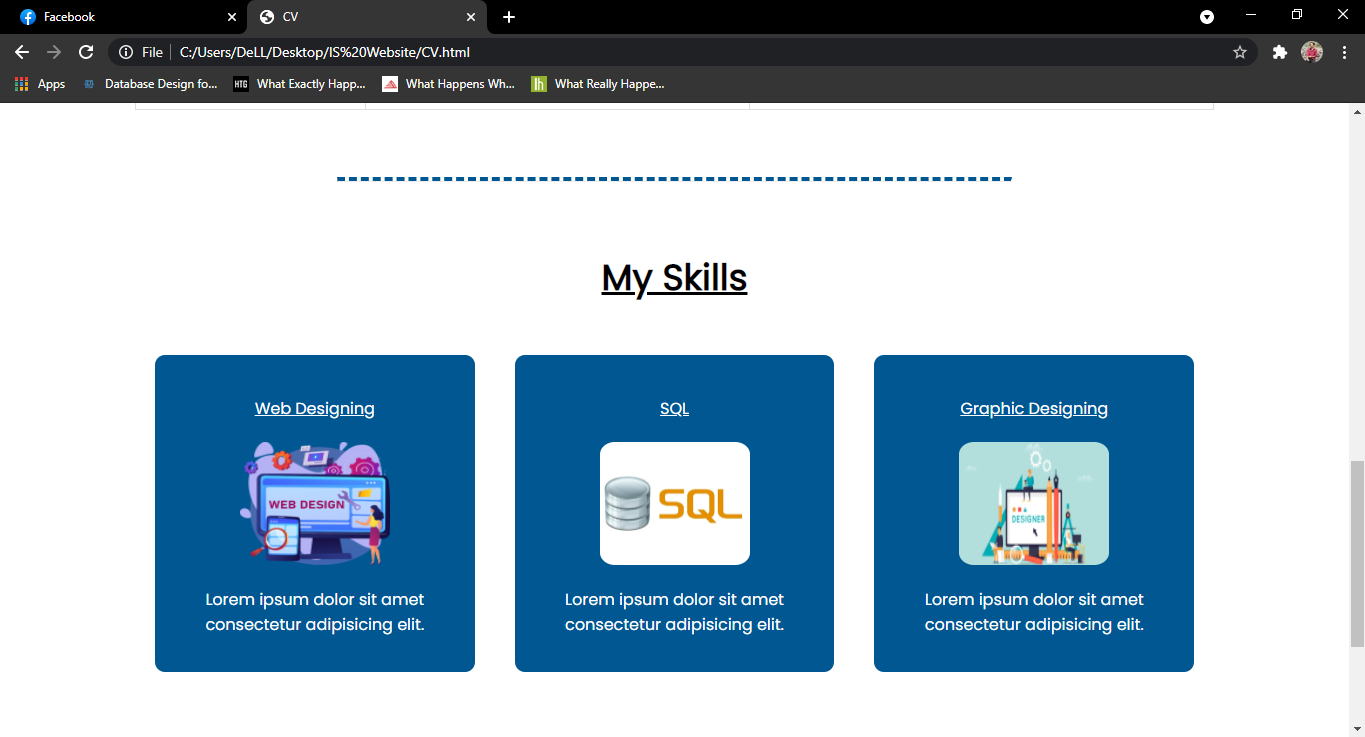 Facebook
CV
File
C:/Users/DeLL/Desktop/IS%20Website/CV.html
Apps
Database Design fo...
HTG
What Exactly Happ...
What Happens Wh...
lh
What Really Happe...
My Skills
Web Designing
WEB DESIGN
Lorem ipsum dolor sit amet
consectetur adipisicing elit.
SQL
SQL
Lorem ipsum dolor sit amet
consectetur adipisicing elit.
Graphic Designing
DESIGNER
Lorem ipsum dolor sit amet
consectetur adipisicing elit.